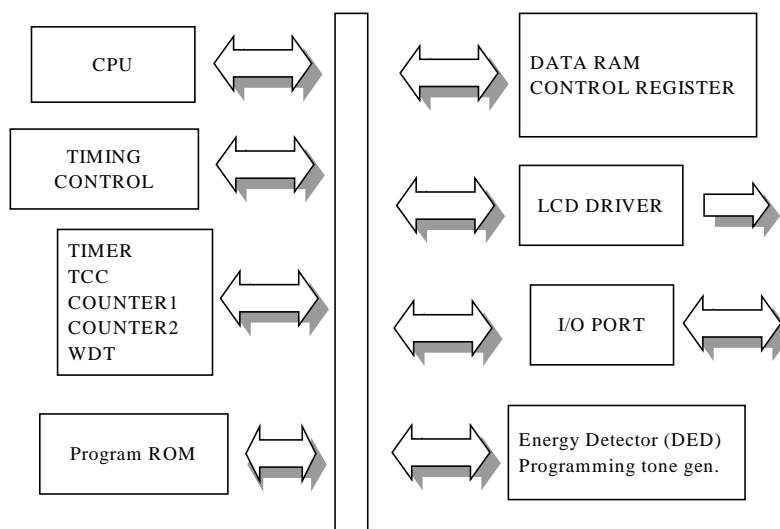 CPU
TIMING
CONTROL
TIMER
TCC
COUNTER1
COUNTER2
WDT
Program ROM
DATA RAM
CONTROL REGISTER
LCD DRIVER
I/O PORT
Energy Detector (DED)
Programming tone gen.